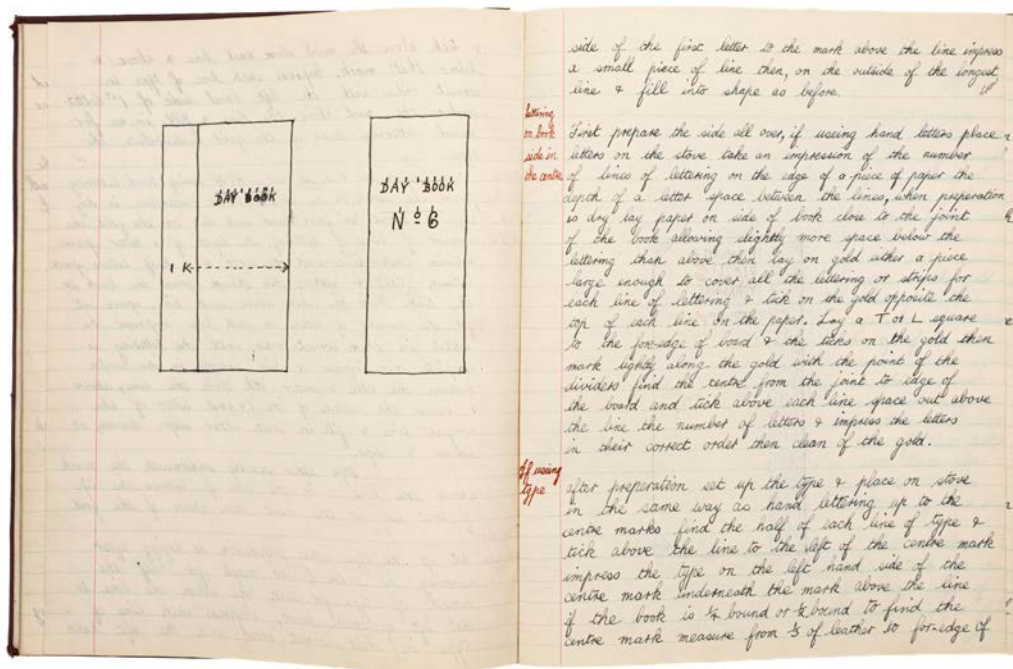 DAY BOOK
1
DAY BOOK
No 6
side of the first letter to the mark above the line impress
a small piece of line then, on the outside of the longest
line & fill into shape as before.
lettering
on book
side in
the centre
First prepare the side all over, if useing hand letters place
letters on the stove take an impression of the number
of lines of lettering on the edge of a piece of paper the
depth of a letter space between the lines, when preperation
is dry lay paper on side of book close to the joint
of the book allowing slightly more space below the
lettering than above then lay on gold either a piece
large enough to cover all the lettering or strips for
each line of lettering & tick on the gold opposite the
top of each line on the paper. Lay a T or L square
to the for-edge of board & the ticks on the gold then
mark lightly along the gold with the point of the
dividers find the centre from the joint to edge of
the board and tick above each line space out above
the line the number of letters & impress the letters
in their correct order then clean of the gold.
If useing
type
after preperation set up the type & place on stove
in the same way as hand lettering up to the
centre marks find the half of each line of type &
tick above the line to the left of the centre mark
impress the type on the left hand side of the
centre mark underneath the mark above the line
if the book is ¼ bound or ½ bound to find the
centre mark measure from ⅓ of leather to for-edge of